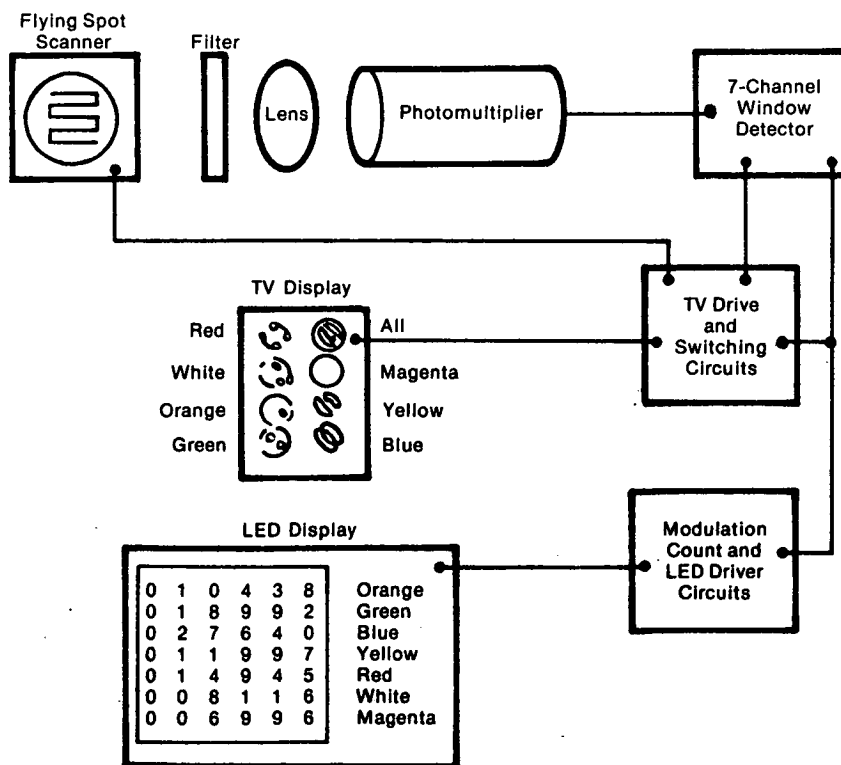 Flying Spot
Scanner
Filter
Lens
Photomultiplier
7-Channel
Window
Detector
TV Display
Red
All
White
Magenta
Orange
Yellow
Green
Blue
TV Drive
and
Switching
Circuits
LED Display
0 1 0 4 3 8 Orange
0 1 8 9 9 2 Green
0 2 7 6 4 0 Blue
0 1 1 9 9 7 Yellow
0 1 4 9 4 5 Red
0 0 8 1 1 6 White
0 0 6 9 9 6 Magenta
Modulation
Count and
LED Driver
Circuits